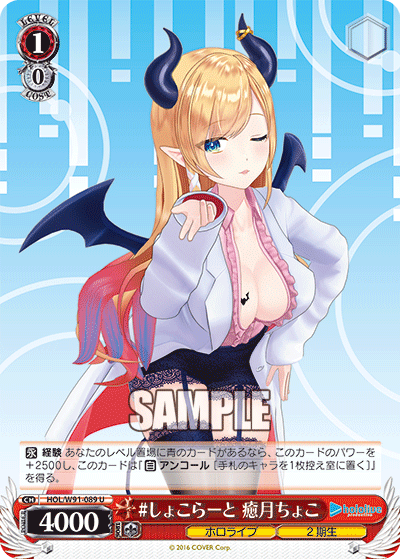 LEVEL
1
0
COST
SAMPLE
永 経験 あなたのレベル置場に青のカードがあるなら、このカードのパワーを
+2500し、このカードは『自 アンコール [手札のキャラを1枚控え室に置く]』
を得る。
CH HOL/W91-089 U
4000
#しょこらーと 癒月ちょこ
hololive
ホロライブ
2期生
© 2016 COVER Corp.